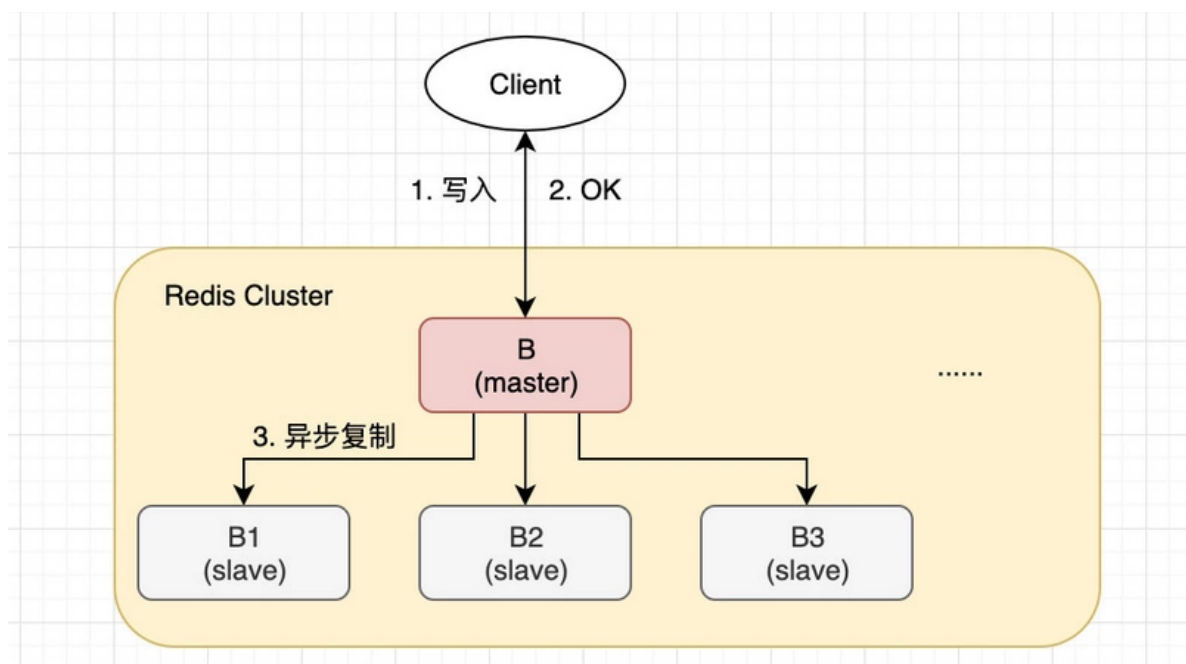 Client
1. 写入
2. OK
Redis Cluster
B
(master)
......
3. 异步复制
B1
(slave)
B2
(slave)
B3
(slave)